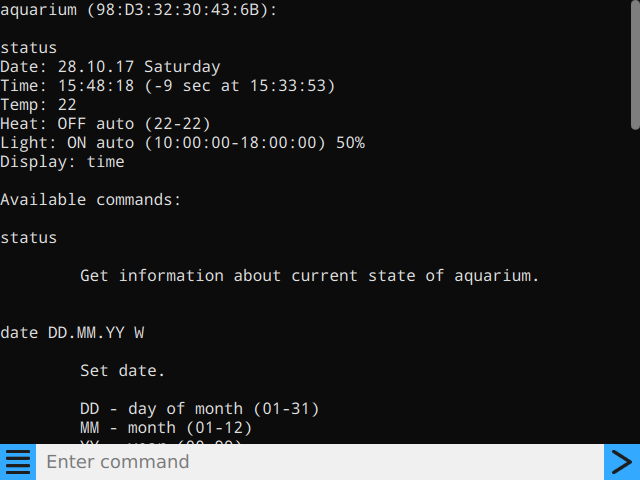 aquarium (98:D3:32:30:43:6B):
status
Date: 28.10.17 Saturday
Time: 15:48:18 (-9 sec at 15:33:53)
Temp: 22
Heat: OFF auto (22-22)
Light: ON auto (10:00:00-18:00:00) 50%
Display: time
Available commands:
status
Get information about current state of aquarium.
date DD.MM.YY W
Set date.
DD - day of month (01-31)
MM - month (01-12)
Enter command